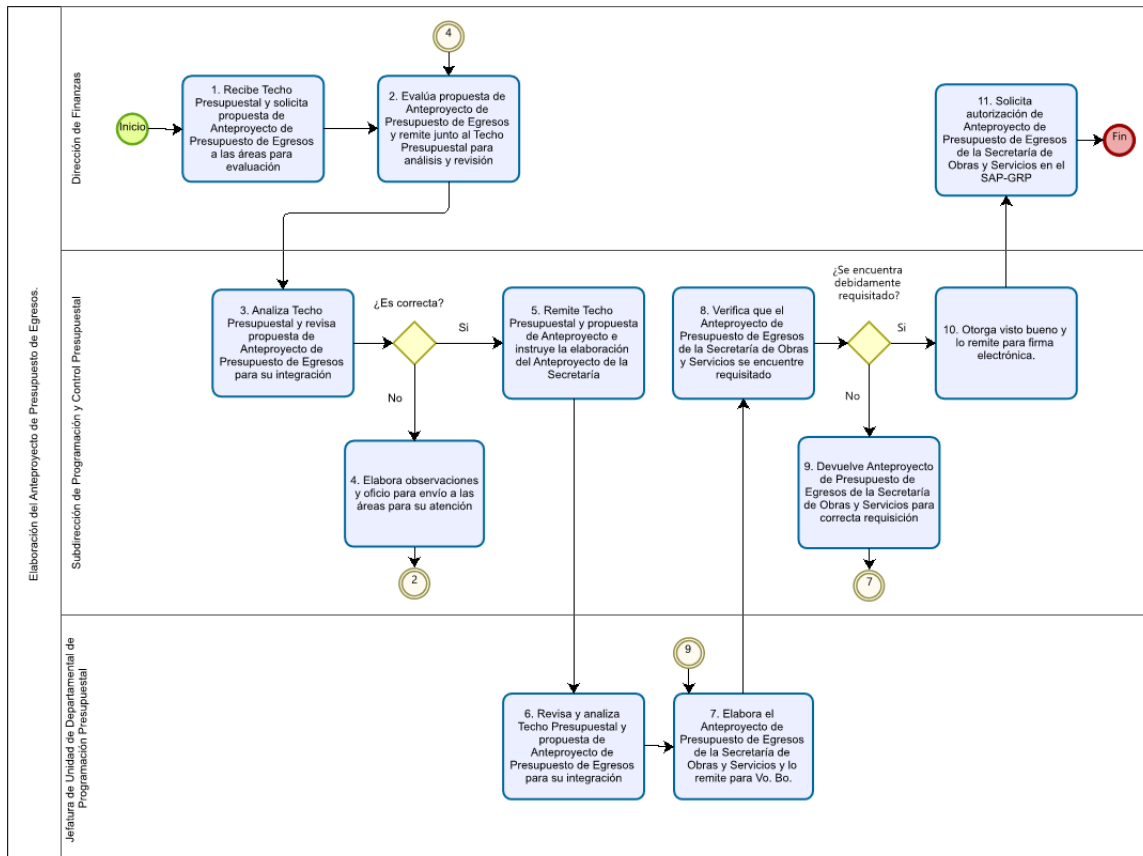 Elaboración del Anteproyecto de Presupuesto de Egresos.
Dirección de Finanzas
Inicio
1. Recibe Techo
Presupuestal y solicita
propuesta de
Anteproyecto de
Presupuesto de Egresos
a las áreas para
evaluación
4
2. Evalúa propuesta de
Anteproyecto de
Presupuesto de Egresos
y remite junto al Techo
Presupuestal para
análisis y revisión
11. Solicita
autorización de
Anteproyecto de
Presupuesto de Egresos
de la Secretaría de
Obras y Servicios en el
SAP-GRP
Fin
Subdirección de Programación y Control Presupuestal
3. Analiza Techo
Presupuestal y revisa
propuesta de
Anteproyecto de
Presupuesto de Egresos
para su integración
¿Es correcta?
Si
No
4. Elabora observaciones
y oficio para envío a las
áreas para su atención
2
5. Remite Techo
Presupuestal y propuesta
de Anteproyecto e
instruye la elaboración
del Anteproyecto de la
Secretaría
8. Verifica que el
Anteproyecto de
Presupuesto de Egresos
de la Secretaría de Obras
y Servicios se encuentre
requisitado
¿Se encuentra
debidamente
requisitado?
Si
No
9. Devuelve Anteproyecto
de Presupuesto de
Egresos de la Secretaría
de Obras y Servicios para
correcta requisición
7
10. Otorga visto bueno y
lo remite para firma
electrónica.
Jefatura de Unidad de Departamental de
Programación Presupuestal
6. Revisa y analiza
Techo Presupuestal y
propuesta de
Anteproyecto de
Presupuesto de Egresos
para su integración
9
7. Elabora el
Anteproyecto de
Presupuesto de Egresos
de la Secretaría de
Obras y Servicios y lo
remite para Vo. Bo.